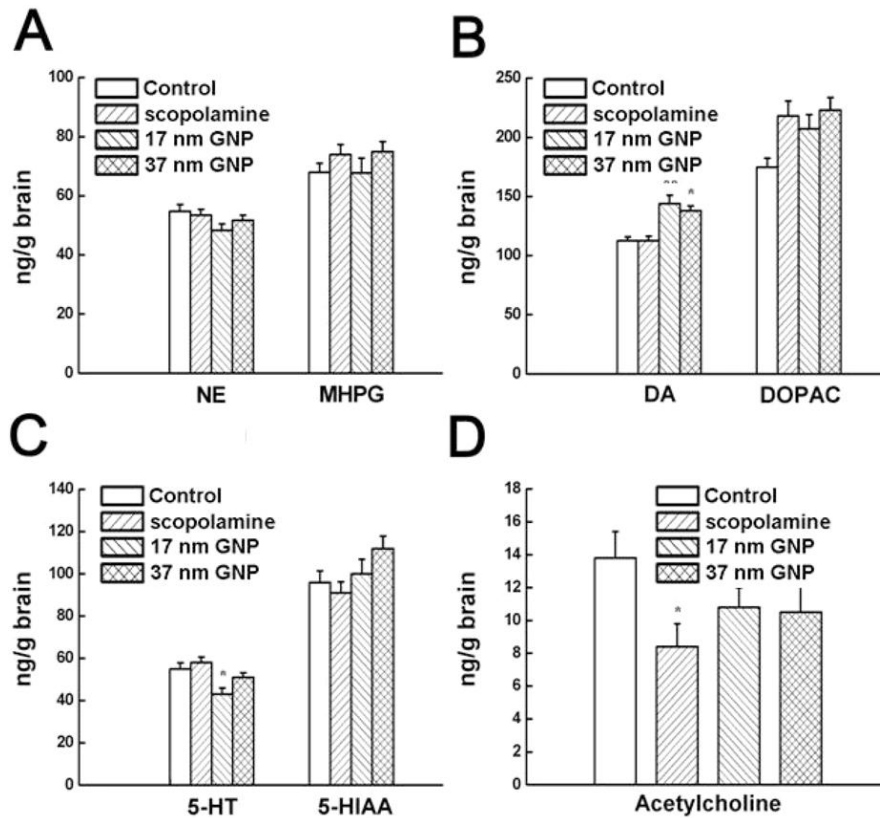 A
100
80
60
40
20
0
ng/g brain
Control
scopolamine
17 nm GNP
37 nm GNP
NE
MHPG
B
250
200
150
100
50
0
ng/g brain
Control
scopolamine
17 nm GNP
37 nm GNP
*
DA
DOPAC
C
140
120
100
80
60
40
20
0
ng/g brain
Control
scopolamine
17 nm GNP
37 nm GNP
*
5-HT
5-HIAA
D
18
16
14
12
10
8
6
4
2
0
ng/g brain
Control
scopolamine
17 nm GNP
37 nm GNP
*
Acetylcholine